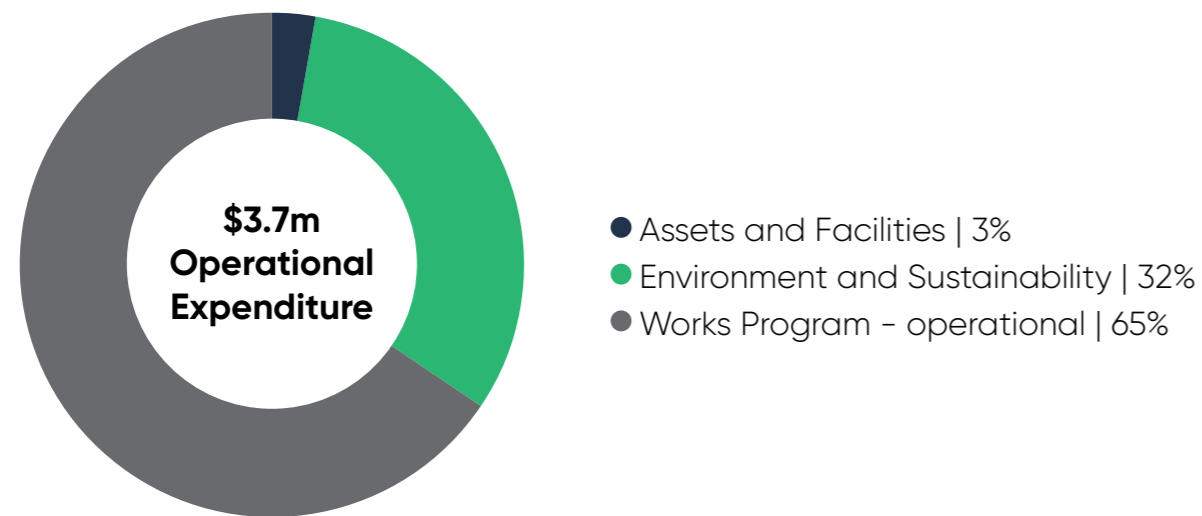 $3.7m
Operational
Expenditure
Assets and Facilities | 3%
Environment and Sustainability | 32%
Works Program - operational | 65%